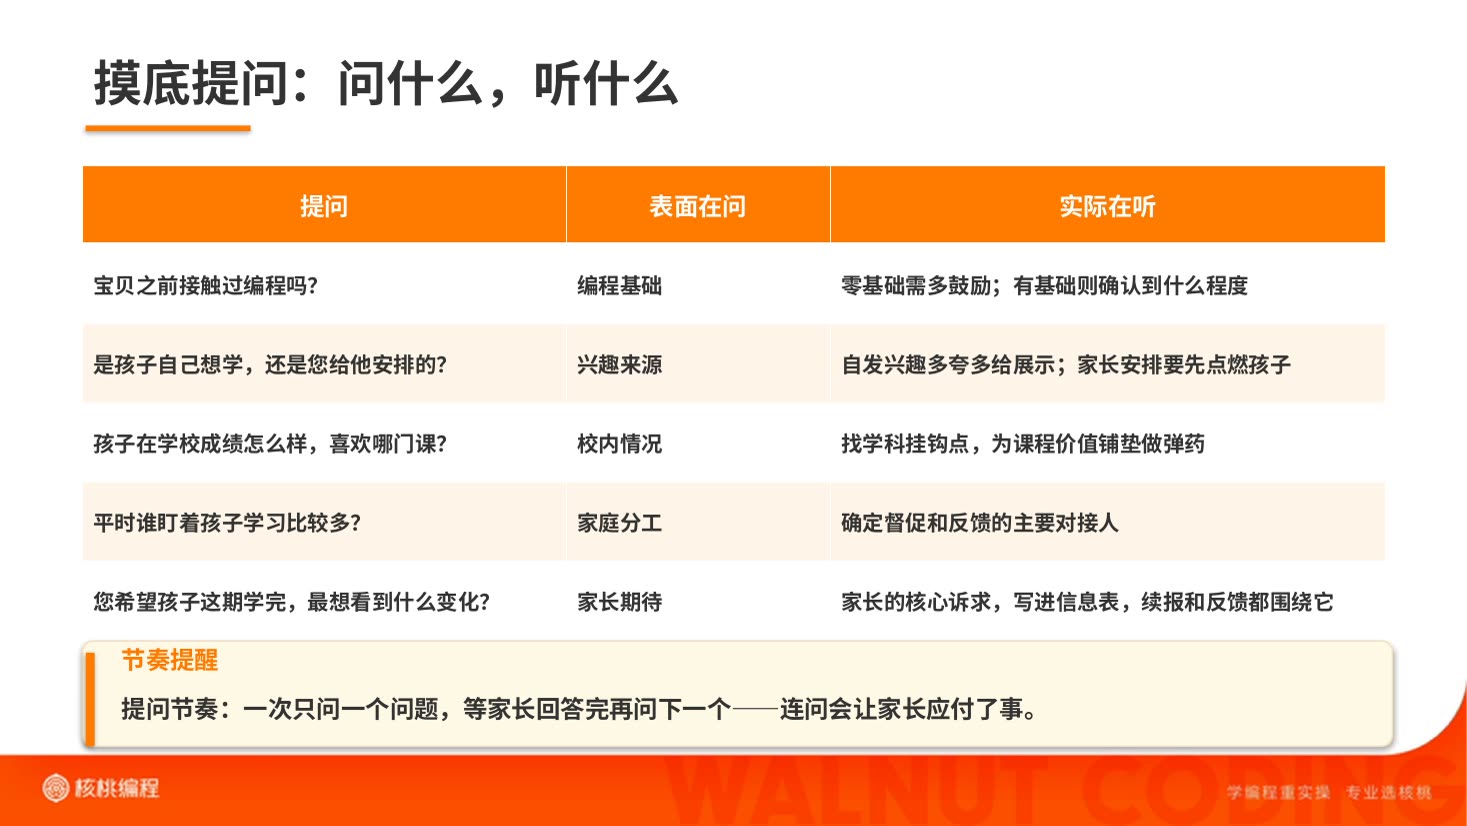 摸底提问：问什么，听什么
提问 表面在问 实际在听
宝贝之前接触过编程吗？ 编程基础 零基础需多鼓励；有基础则确认到什么程度
是孩子自己想学，还是您给他安排的？ 兴趣来源 自发兴趣多夸多给展示；家长安排要先点燃孩子
孩子在学校成绩怎么样，喜欢哪门课？ 校内情况 找学科挂钩点，为课程价值铺垫做弹药
平时谁盯着孩子学习比较多？ 家庭分工 确定督促和反馈的主要对接人
您希望孩子这期学完，最想看到什么变化？ 家长期待 家长的核心诉求，写进信息表，续报和反馈都围绕它
节奏提醒
提问节奏：一次只问一个问题，等家长回答完再问下一个——连问会让家长应付了事。
核桃编程
WALNUT CODING
学编程重实操 专业选核桃